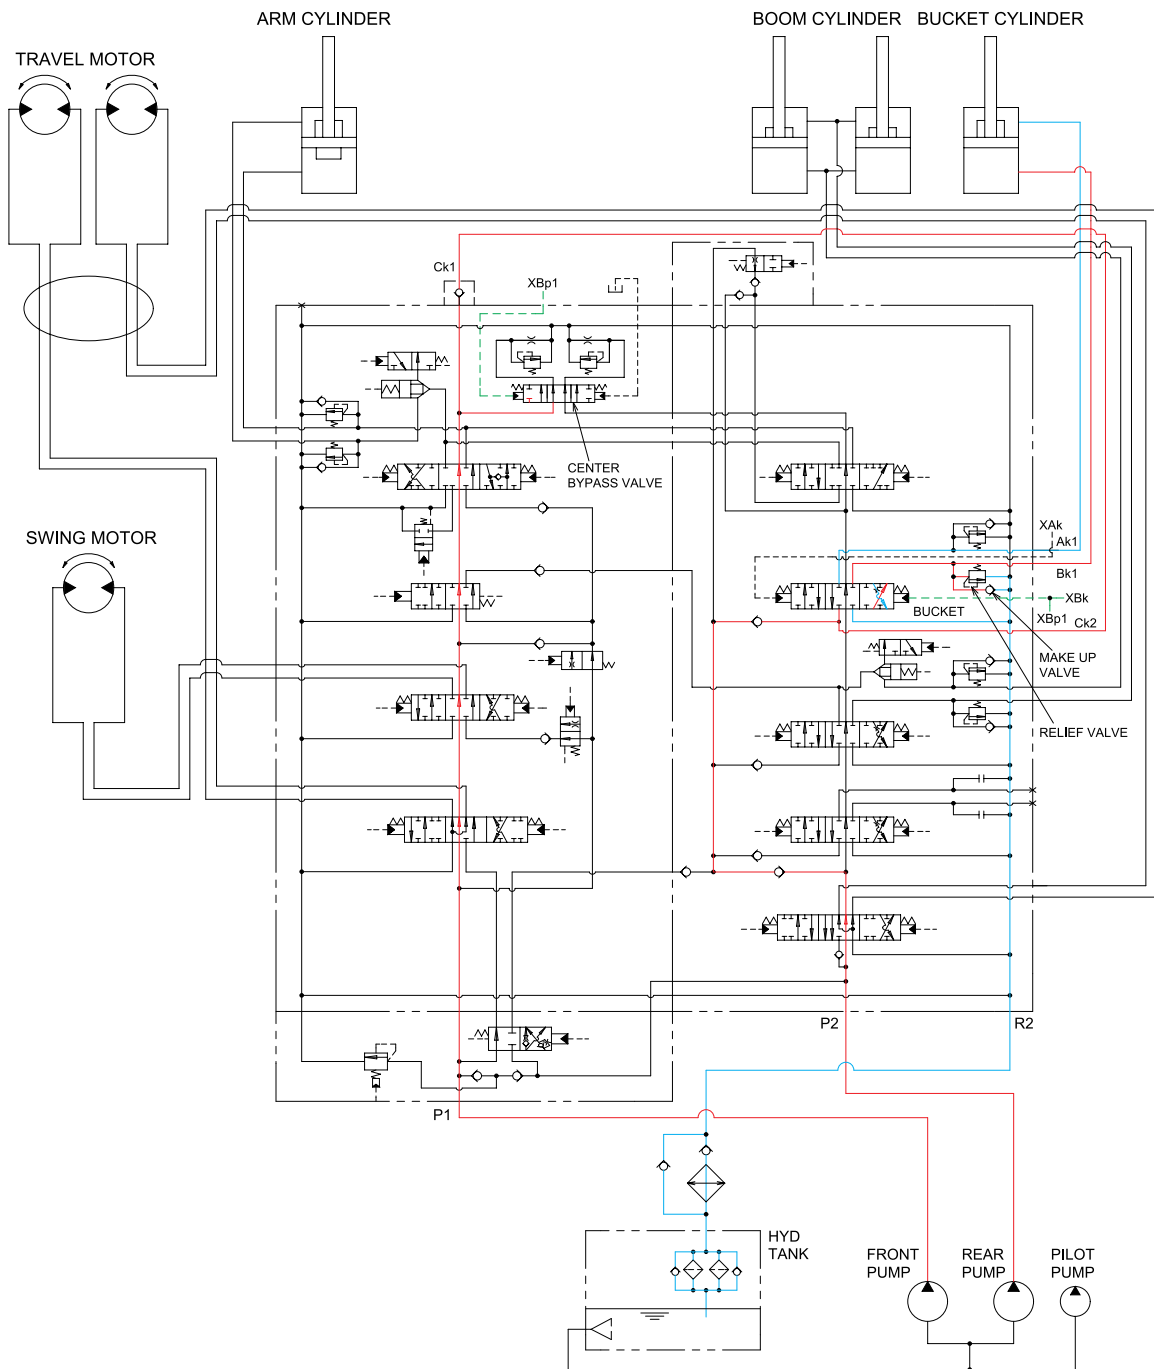 ARM CYLINDER
BOOM CYLINDER
BUCKET CYLINDER
TRAVEL MOTOR
Ck1
XBp1
CENTER
BYPASS VALVE
XAk
Ak1
Bk1
SWING MOTOR
BUCKET
XBk
XBp1
Ck2
MAKE UP
VALVE
RELIEF VALVE
P2
R2
P1
HYD
TANK
FRONT
PUMP
REAR
PUMP
PILOT
PUMP